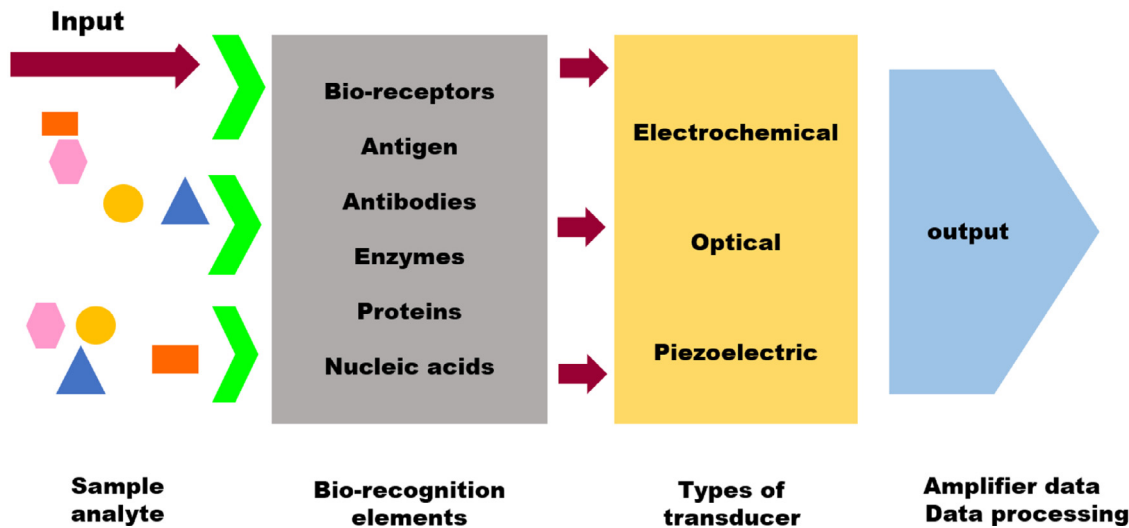 Input
Bio-receptors
Antigen
Antibodies
Enzymes
Proteins
Nucleic acids
Electrochemical
Optical
Piezoelectric
output
Sample
analyte
Bio-recognition
elements
Types of
transducer
Amplifier data
Data processing